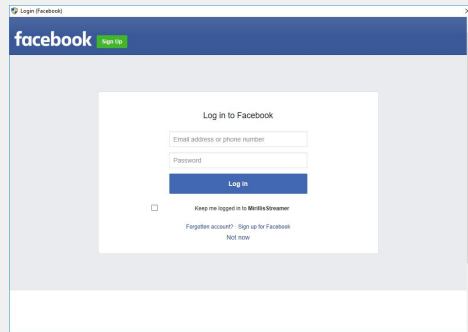 Login (Facebook)
facebook Sign Up
Log in to Facebook
Email address or phone number
Password
Log In
Keep me logged in to MirillisStreamer
Forgotten account? · Sign up for Facebook
Not now